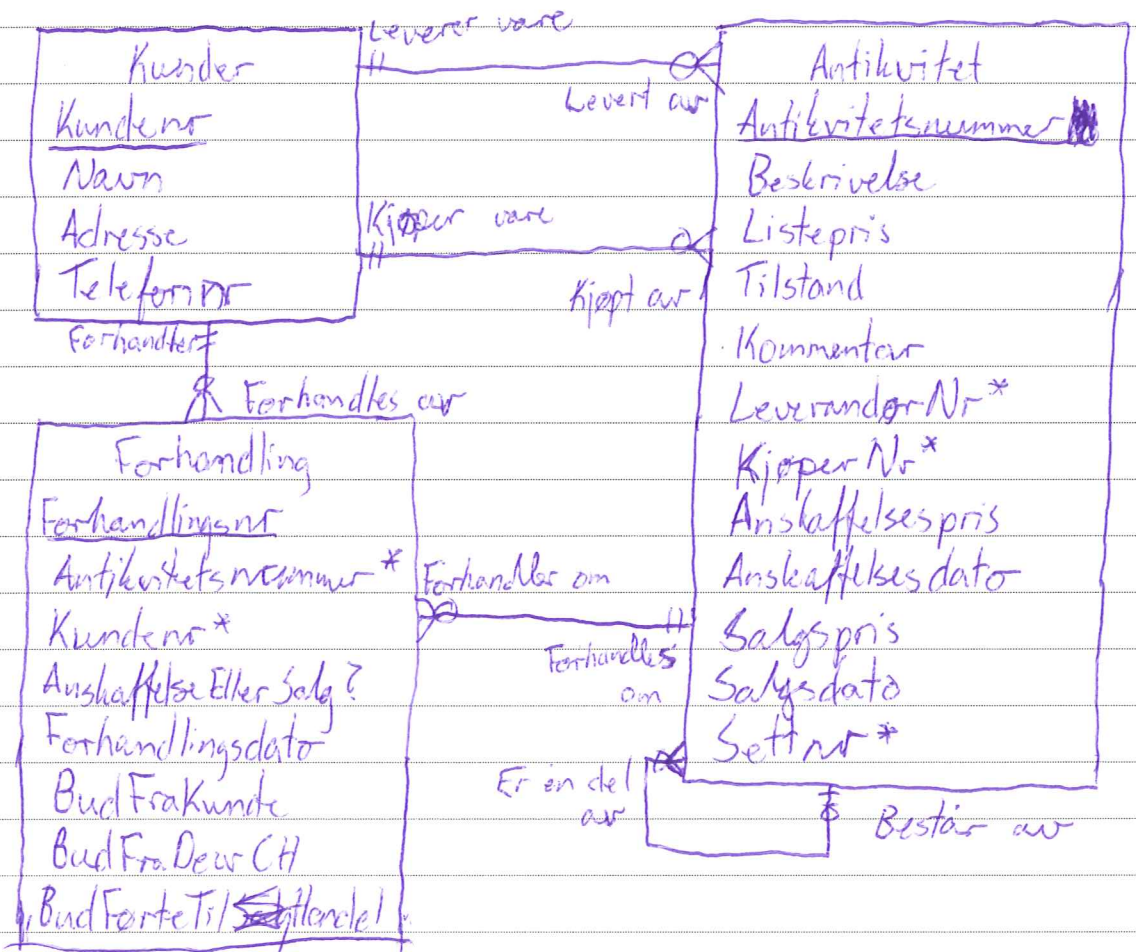 Leverer vare
Kunder
Kundenr
Navn
Adresse
Telefonnr
Levert av
Kjøper vare
Kjøpt av
Antikvitet
Antikvitetsnummer
Beskrivelse
Listepris
Tilstand
Kommentar
LeverandørNr*
KjøperNr*
Anskaffelsespris
Anskaffelsesdato
Salgspris
Salgsdato
Settnr*
Forhandler
Forhandles av
Forhandling
Forhandlingsnr
Antikvitetsnummer*
Kundenr*
AnskaffelseEllerSalg?
Forhandlingsdato
BudFraKunde
BudFraDewCH
BudFørteTilHandel
Forhandler om
Forhandles
om
Er en del
av
Består av